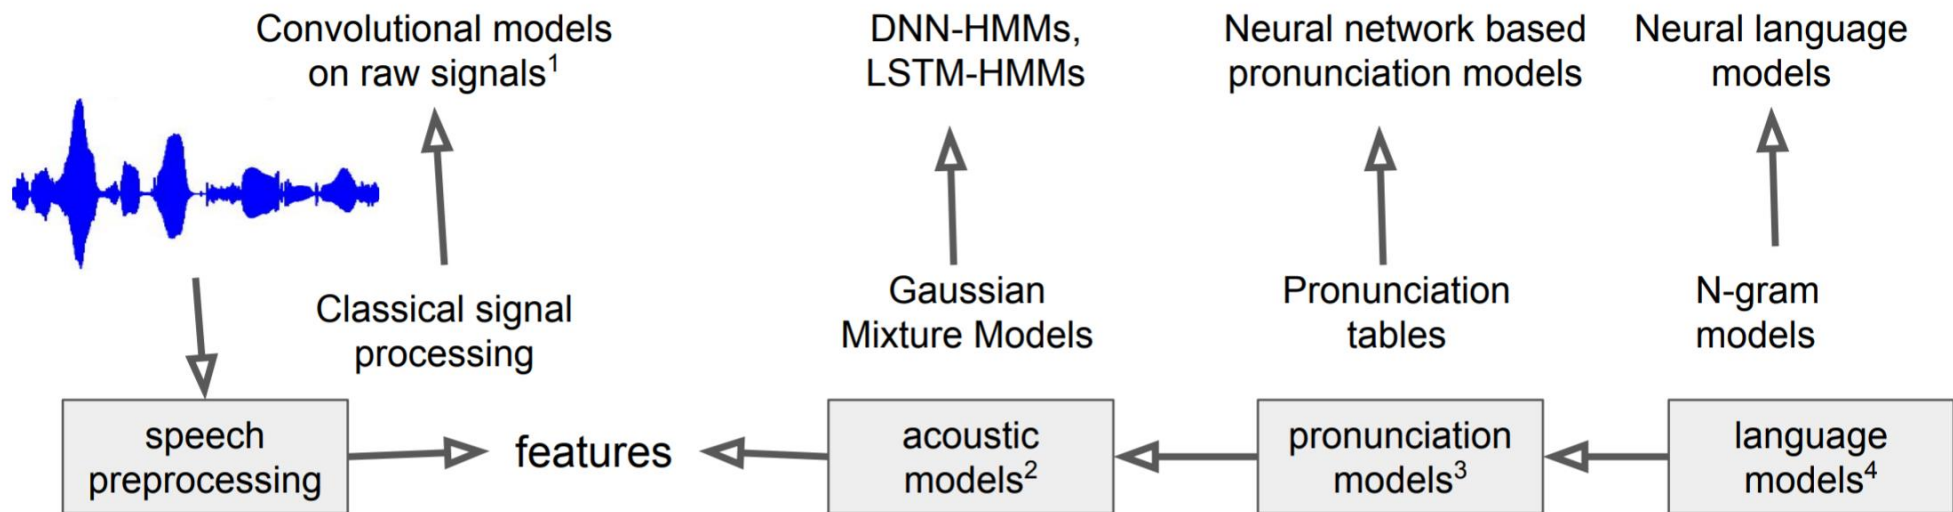 Convolutional models
on raw signals¹
DNN-HMMs,
LSTM-HMMs
Neural network based
pronunciation models
Neural language
models
Classical signal
processing
Gaussian
Mixture Models
Pronunciation
tables
N-gram
models
speech
preprocessing
features
acoustic
models²
pronunciation
models³
language
models⁴